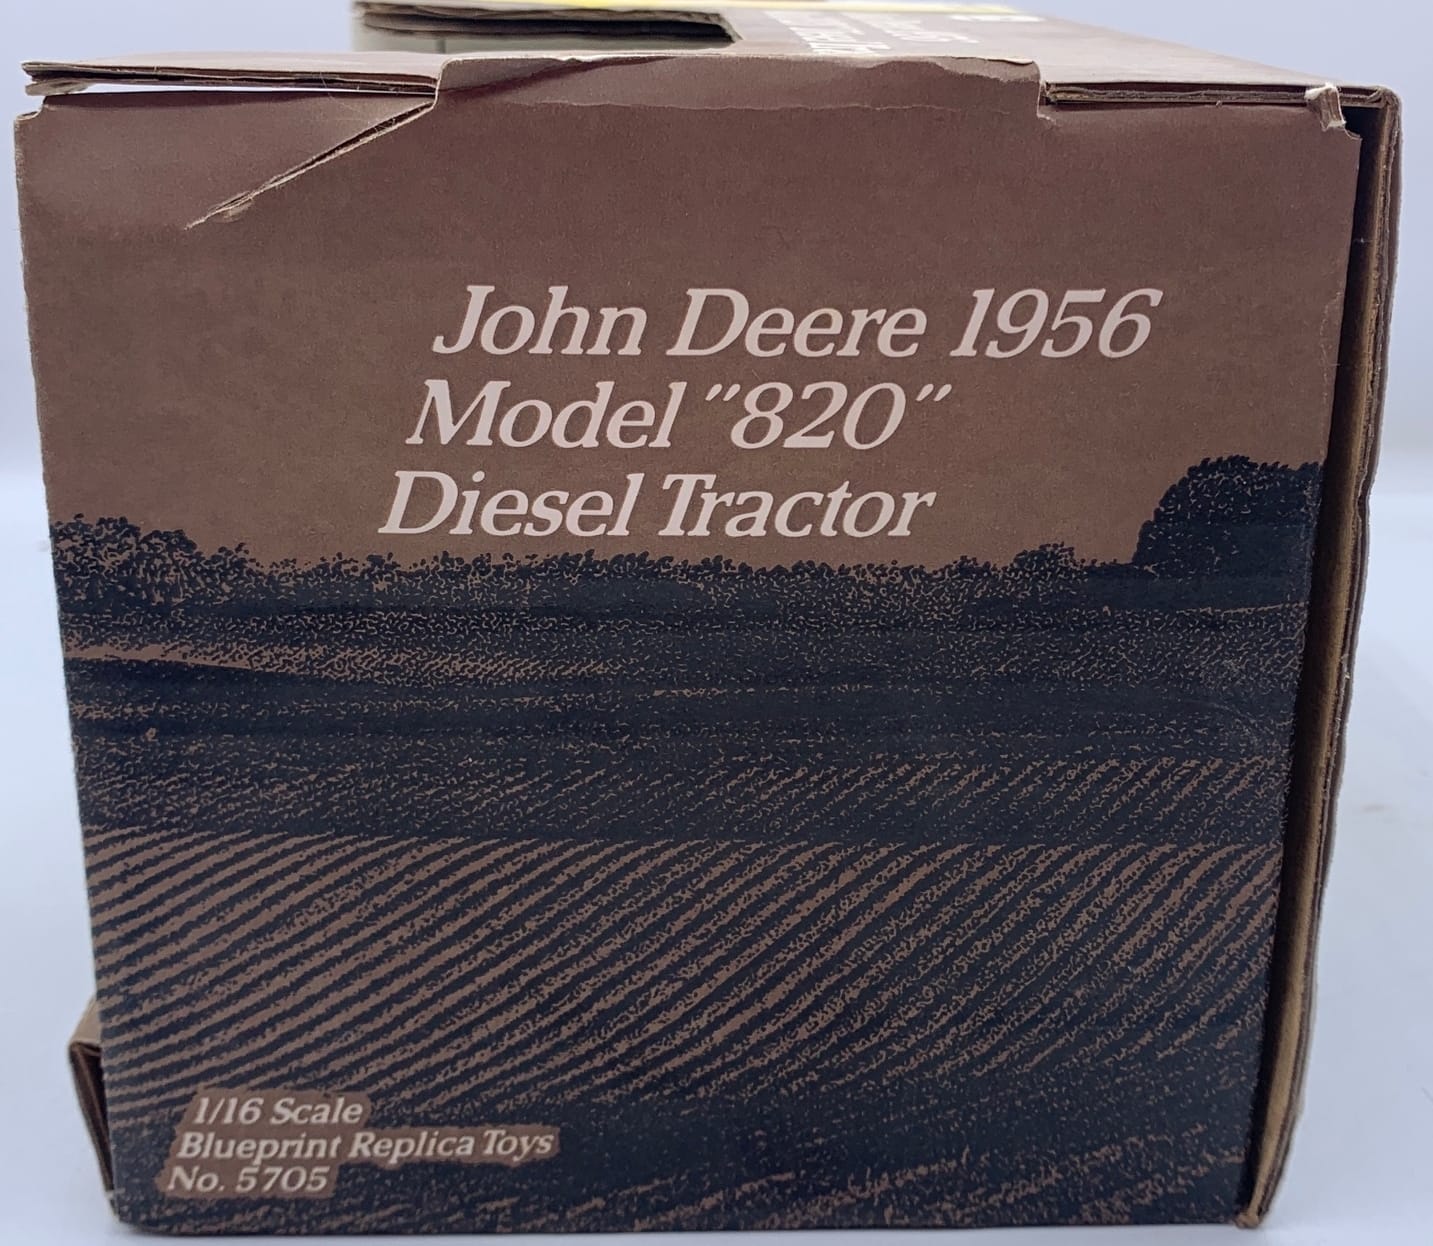 John Deere 1956
Model "820"
Diesel Tractor
1/16 Scale
Blueprint Replica Toys
No. 5705